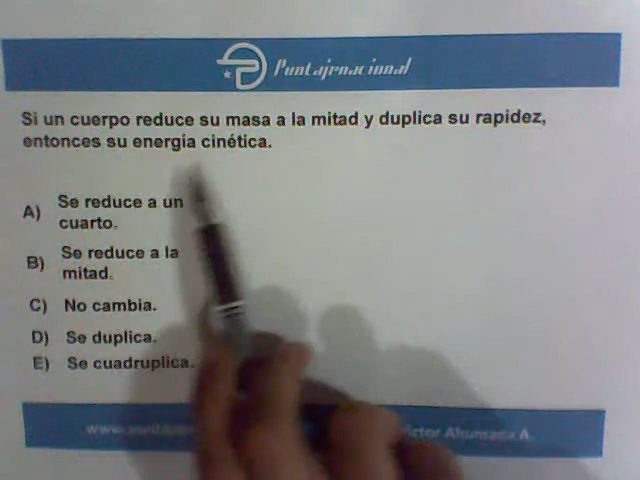 Puntajenacional
Si un cuerpo reduce su masa a la mitad y duplica su rapidez,
entonces su energía cinética.
A) Se reduce a un
cuarto.
B) Se reduce a la
mitad.
C) No cambia.
D) Se duplica.
E) Se cuadruplica.
Ahumada A.